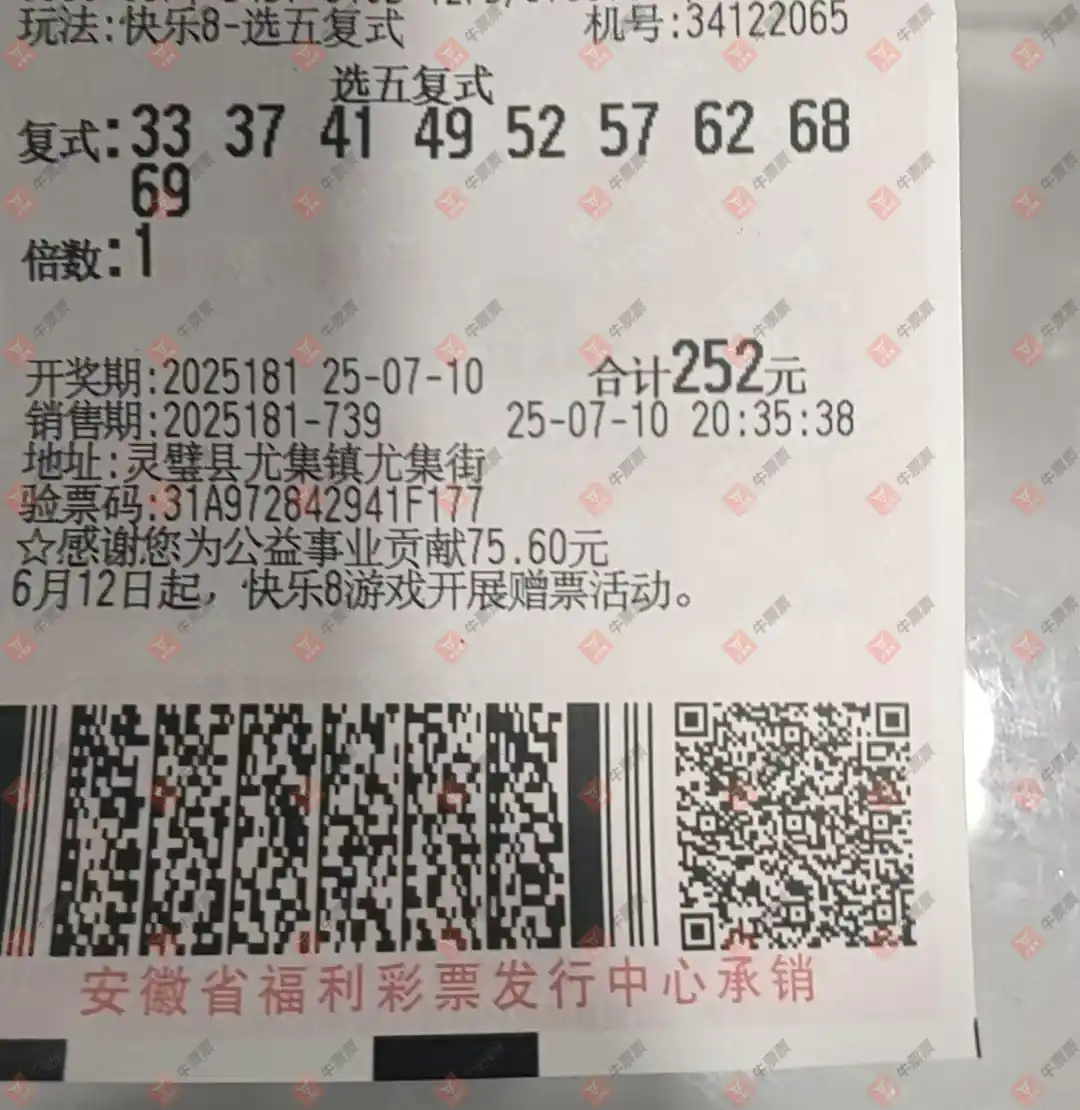 玩法:快乐8-选五复式 机号:34122065
选五复式
复式:33 37 41 49 52 57 62 68
69
倍数:1
开奖期:2025181 25-07-10 合计252元
销售期:2025181-739 25-07-10 20:35:38
地址:灵璧县尤集镇尤集街
验票码:31A972842941F177
☆感谢您为公益事业贡献75.60元
6月12日起，快乐8游戏开展赠票活动。
安徽省福利彩票发行中心承销
牛票票